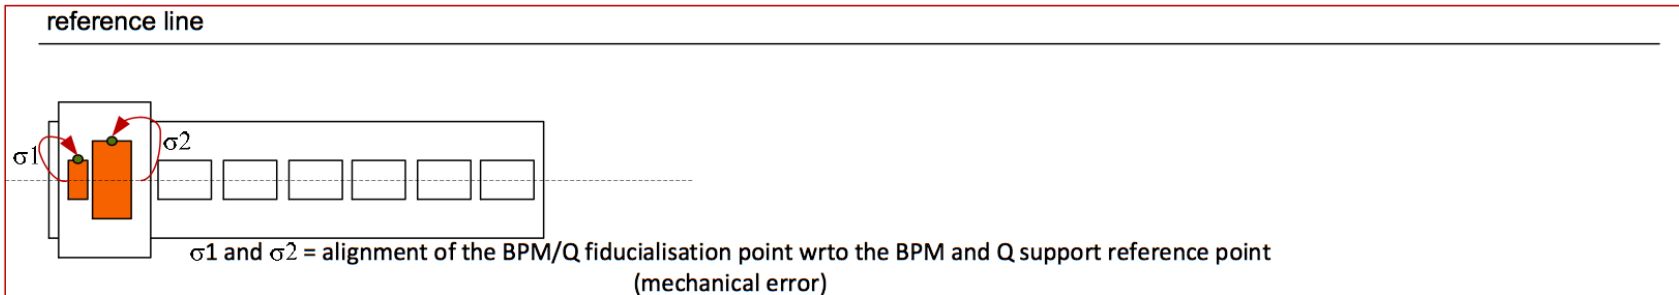 reference line
σ1
σ2
σ1 and σ2 = alignment of the BPM/Q fiducialisation point wrto the BPM and Q support reference point
(mechanical error)